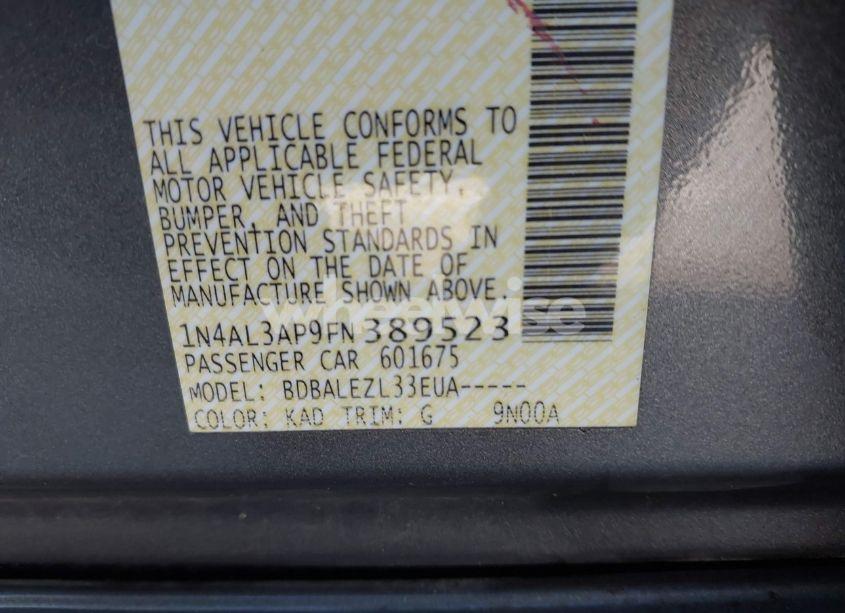 THIS VEHICLE CONFORMS TO
ALL APPLICABLE FEDERAL
MOTOR VEHICLE SAFETY,
BUMPER, AND THEFT
PREVENTION STANDARDS IN
EFFECT ON THE DATE OF
MANUFACTURE SHOWN ABOVE.
wheelwise
1N4AL3AP9FN389523
PASSENGER CAR 601675
MODEL: BDBALEZL33EUA-----
COLOR: KAD TRIM: G 9N00A